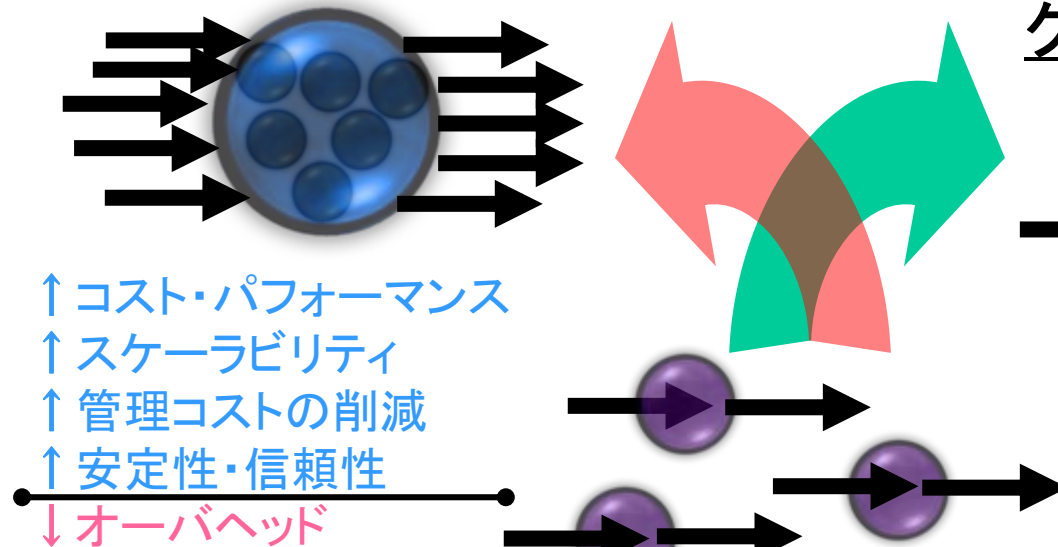 ↑コスト・パフォーマンス
↑スケーラビリティ
↑管理コストの削減
↑安定性・信頼性
↓オーバヘッド